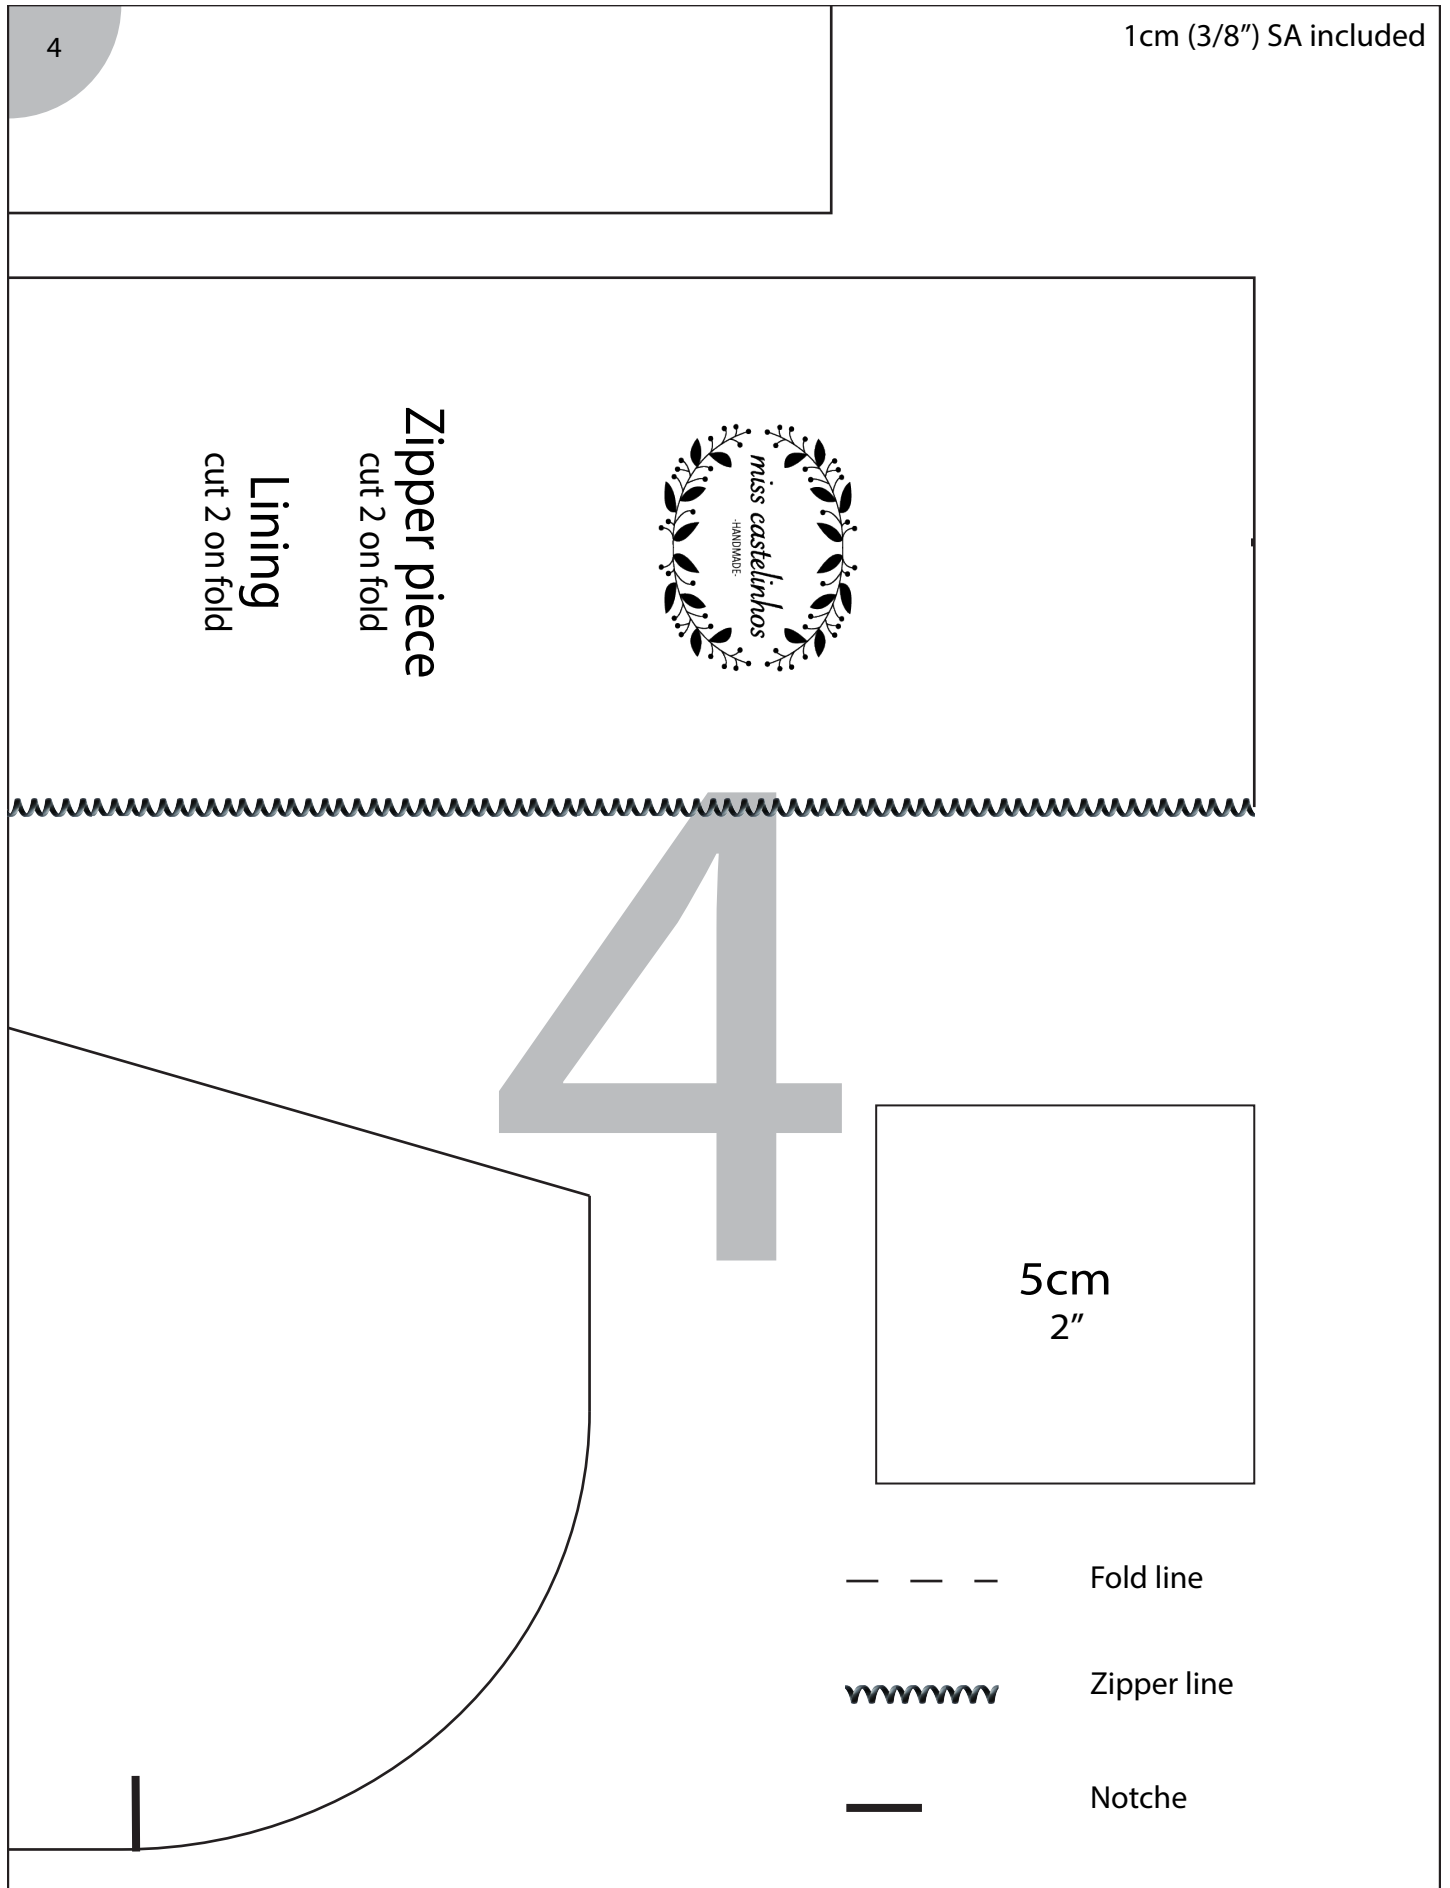 4
1cm (3/8”) SA included
Zipper piece
cut 2 on fold
Lining
cut 2 on fold
miss castelinhos
-HANDMADE-
4
5cm
2”
Fold line
Zipper line
Notche